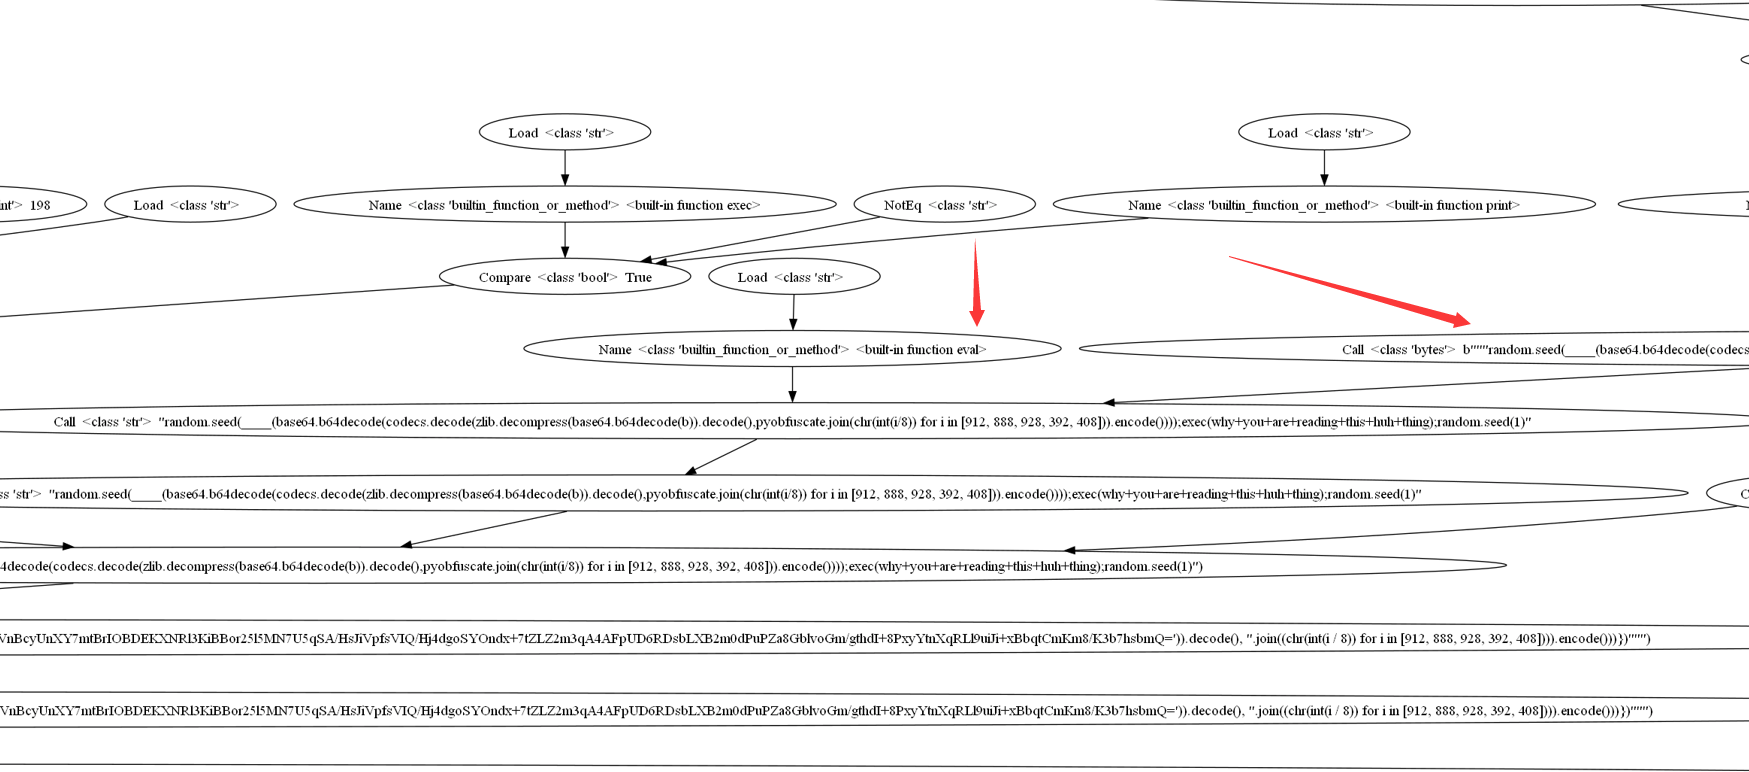 Load <class 'str'>
Load <class 'str'>
int'> 198
Load <class 'str'>
Name <class 'builtin_function_or_method'> <built-in function exec>
NotEq <class 'str'>
Name <class 'builtin_function_or_method'> <built-in function print>
Compare <class 'bool'> True
Load <class 'str'>
Name <class 'builtin_function_or_method'> <built-in function eval>
Call <class 'bytes'> b"""random.seed(_____(base64.b64decode(codecs
Call <class 'str'> "random.seed(_____(base64.b64decode(codecs.decode(zlib.decompress(base64.b64decode(b)).decode(),pyobfuscate.join(chr(int(i/8)) for i in [912, 888, 928, 392, 408])).encode())));exec(why+you+are+reading+this+huh+thing);random.seed(1)"
ss 'str'> "random.seed(_____(base64.b64decode(codecs.decode(zlib.decompress(base64.b64decode(b)).decode(),pyobfuscate.join(chr(int(i/8)) for i in [912, 888, 928, 392, 408])).encode())));exec(why+you+are+reading+this+huh+thing);random.seed(1)"
4decode(codecs.decode(zlib.decompress(base64.b64decode(b)).decode(),pyobfuscate.join(chr(int(i/8)) for i in [912, 888, 928, 392, 408])).encode())));exec(why+you+are+reading+this+huh+thing);random.seed(1)")
VnBcyUnXY7mtBrIOBDEKXNRl3KiBBor25l5MN7U5qSA/HsJiVpfsVIQ/Hj4dgoSYOndx+7tZLZ2m3qA4AFpUD6RDsbLXB2m0dPuPZa8GblvoGm/gthdI+8PxyYtnXqRLl9uiJi+xBbqtCmKm8/K3b7hsbmQ=')).decode(), ''.join((chr(int(i / 8)) for i in [912, 888, 928, 392, 408]))).encode()))})""")
VnBcyUnXY7mtBrIOBDEKXNRl3KiBBor25l5MN7U5qSA/HsJiVpfsVIQ/Hj4dgoSYOndx+7tZLZ2m3qA4AFpUD6RDsbLXB2m0dPuPZa8GblvoGm/gthdI+8PxyYtnXqRLl9uiJi+xBbqtCmKm8/K3b7hsbmQ=')).decode(), ''.join((chr(int(i / 8)) for i in [912, 888, 928, 392, 408]))).encode()))})""")